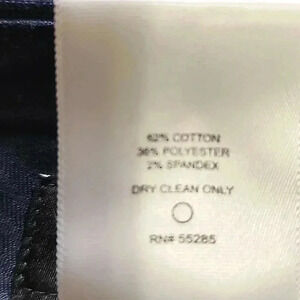 62% COTTON
36% POLYESTER
2% SPANDEX
DRY CLEAN ONLY
RN# 55285